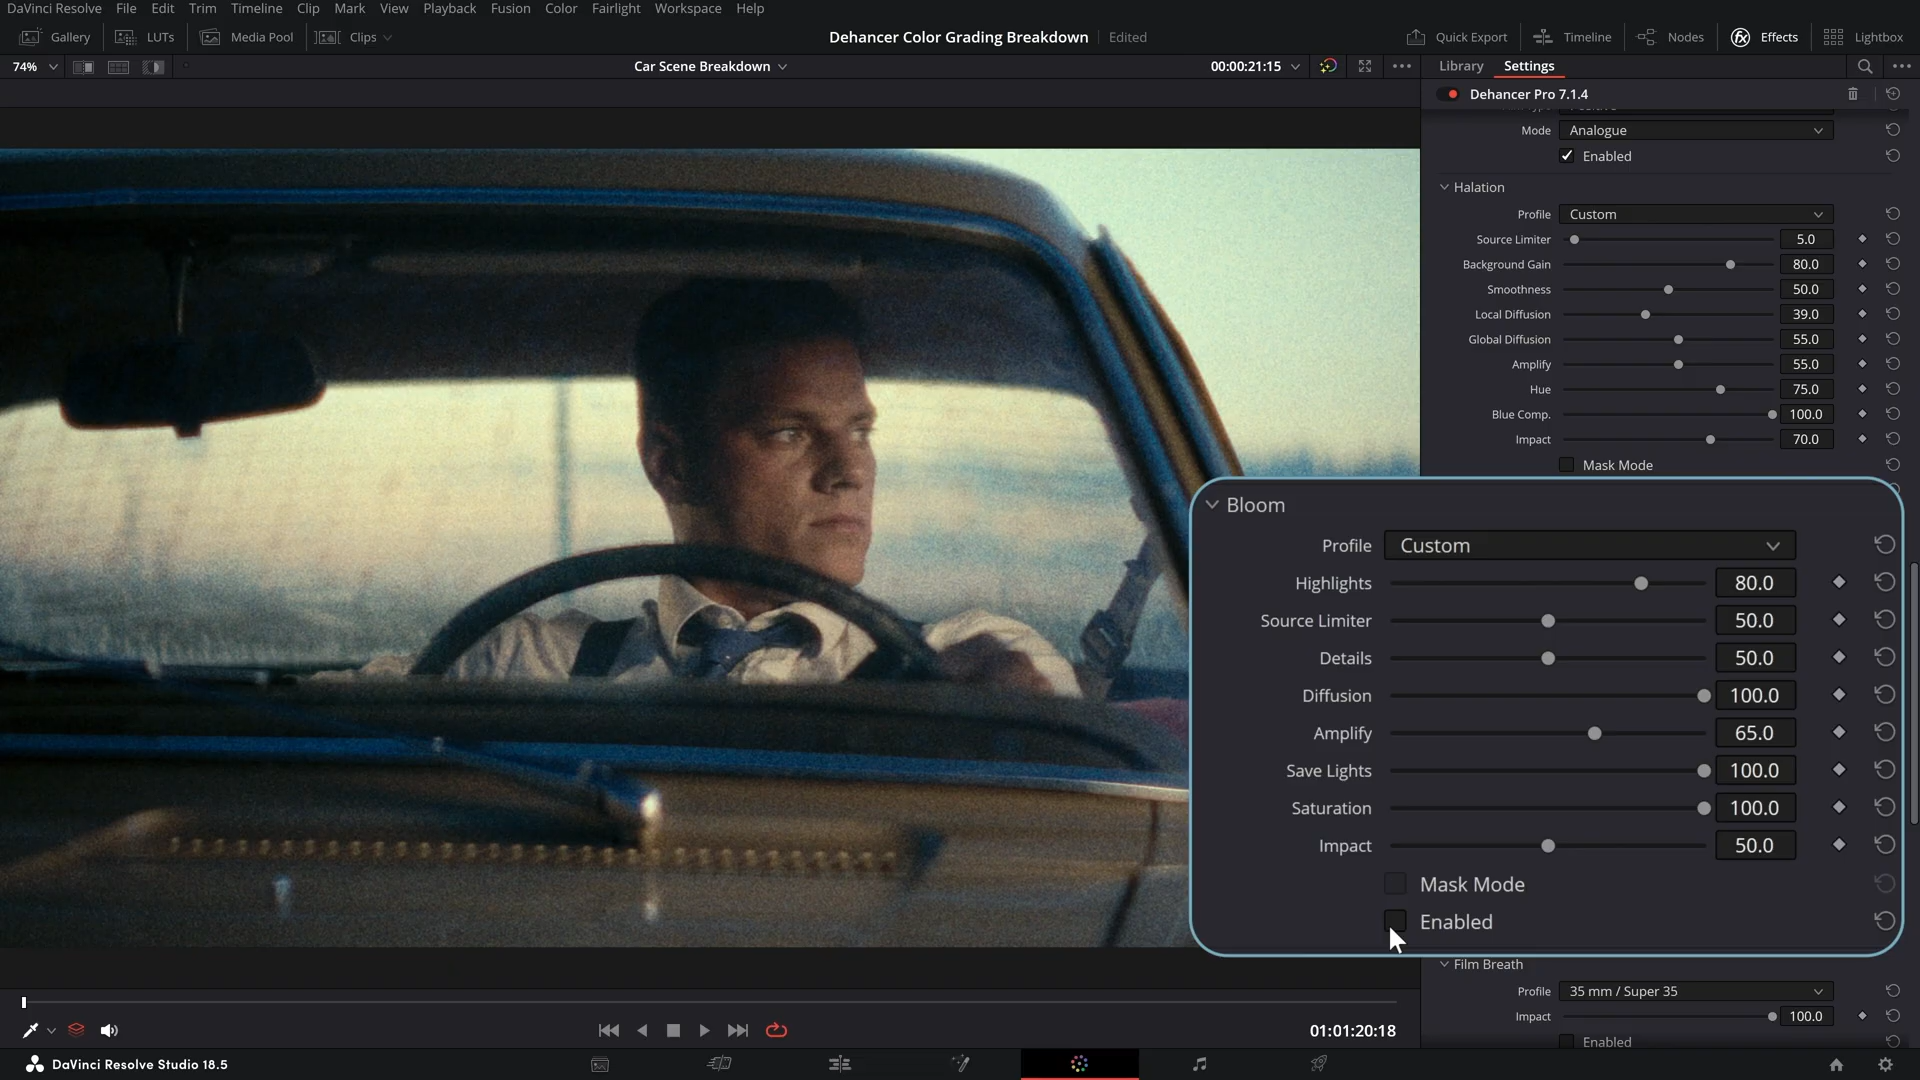 DaVinci Resolve File Edit Trim Timeline Clip Mark View Playback Fusion Color Fairlight Workspace Help
Gallery LUTs Media Pool Clips Dehancer Color Grading Breakdown Edited Quick Export Timeline Nodes Effects Lightbox
74% Car Scene Breakdown 00:00:21:15 Library Settings
Dehancer Pro 7.1.4
Mode Analogue
Enabled
Halation
Profile Custom
Source Limiter 5.0
Background Gain 80.0
Smoothness 50.0
Local Diffusion 39.0
Global Diffusion 55.0
Amplify 55.0
Hue 75.0
Blue Comp. 100.0
Impact 70.0
Mask Mode
Bloom
Profile Custom
Highlights 80.0
Source Limiter 50.0
Details 50.0
Diffusion 100.0
Amplify 65.0
Save Lights 100.0
Saturation 100.0
Impact 50.0
Mask Mode
Enabled
Film Breath
Profile 35 mm / Super 35
Impact 100.0
Enabled
01:01:20:18
DaVinci Resolve Studio 18.5